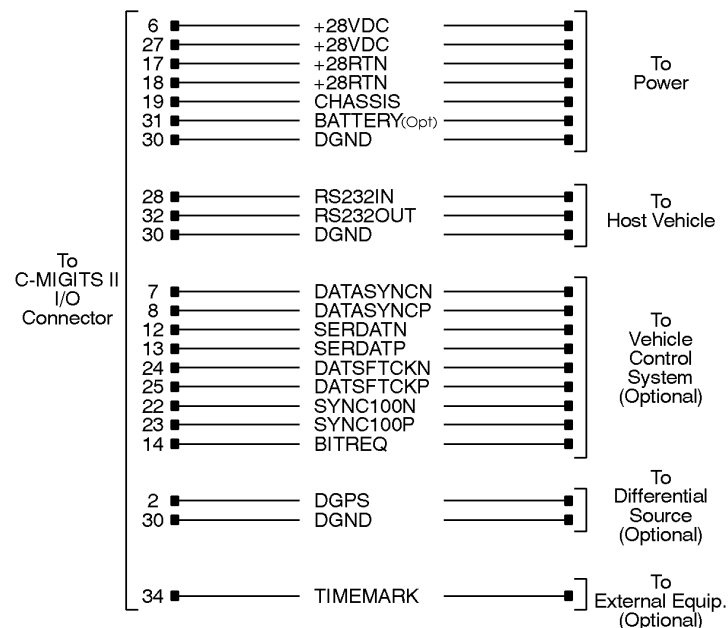 To
C-MIGITS II
I/O
Connector
6 +28VDC
27 +28VDC
17 +28RTN
18 +28RTN
19 CHASSIS
31 BATTERY(Opt)
30 DGND
To
Power
28 RS232IN
32 RS232OUT
30 DGND
To
Host Vehicle
7 DATASYNCN
8 DATASYNCP
12 SERDATN
13 SERDATP
24 DATSFTCKN
25 DATSFTCKP
22 SYNC100N
23 SYNC100P
14 BITREQ
To
Vehicle
Control
System
(Optional)
2 DGPS
30 DGND
To
Differential
Source
(Optional)
34 TIMEMARK
To
External Equip.
(Optional)